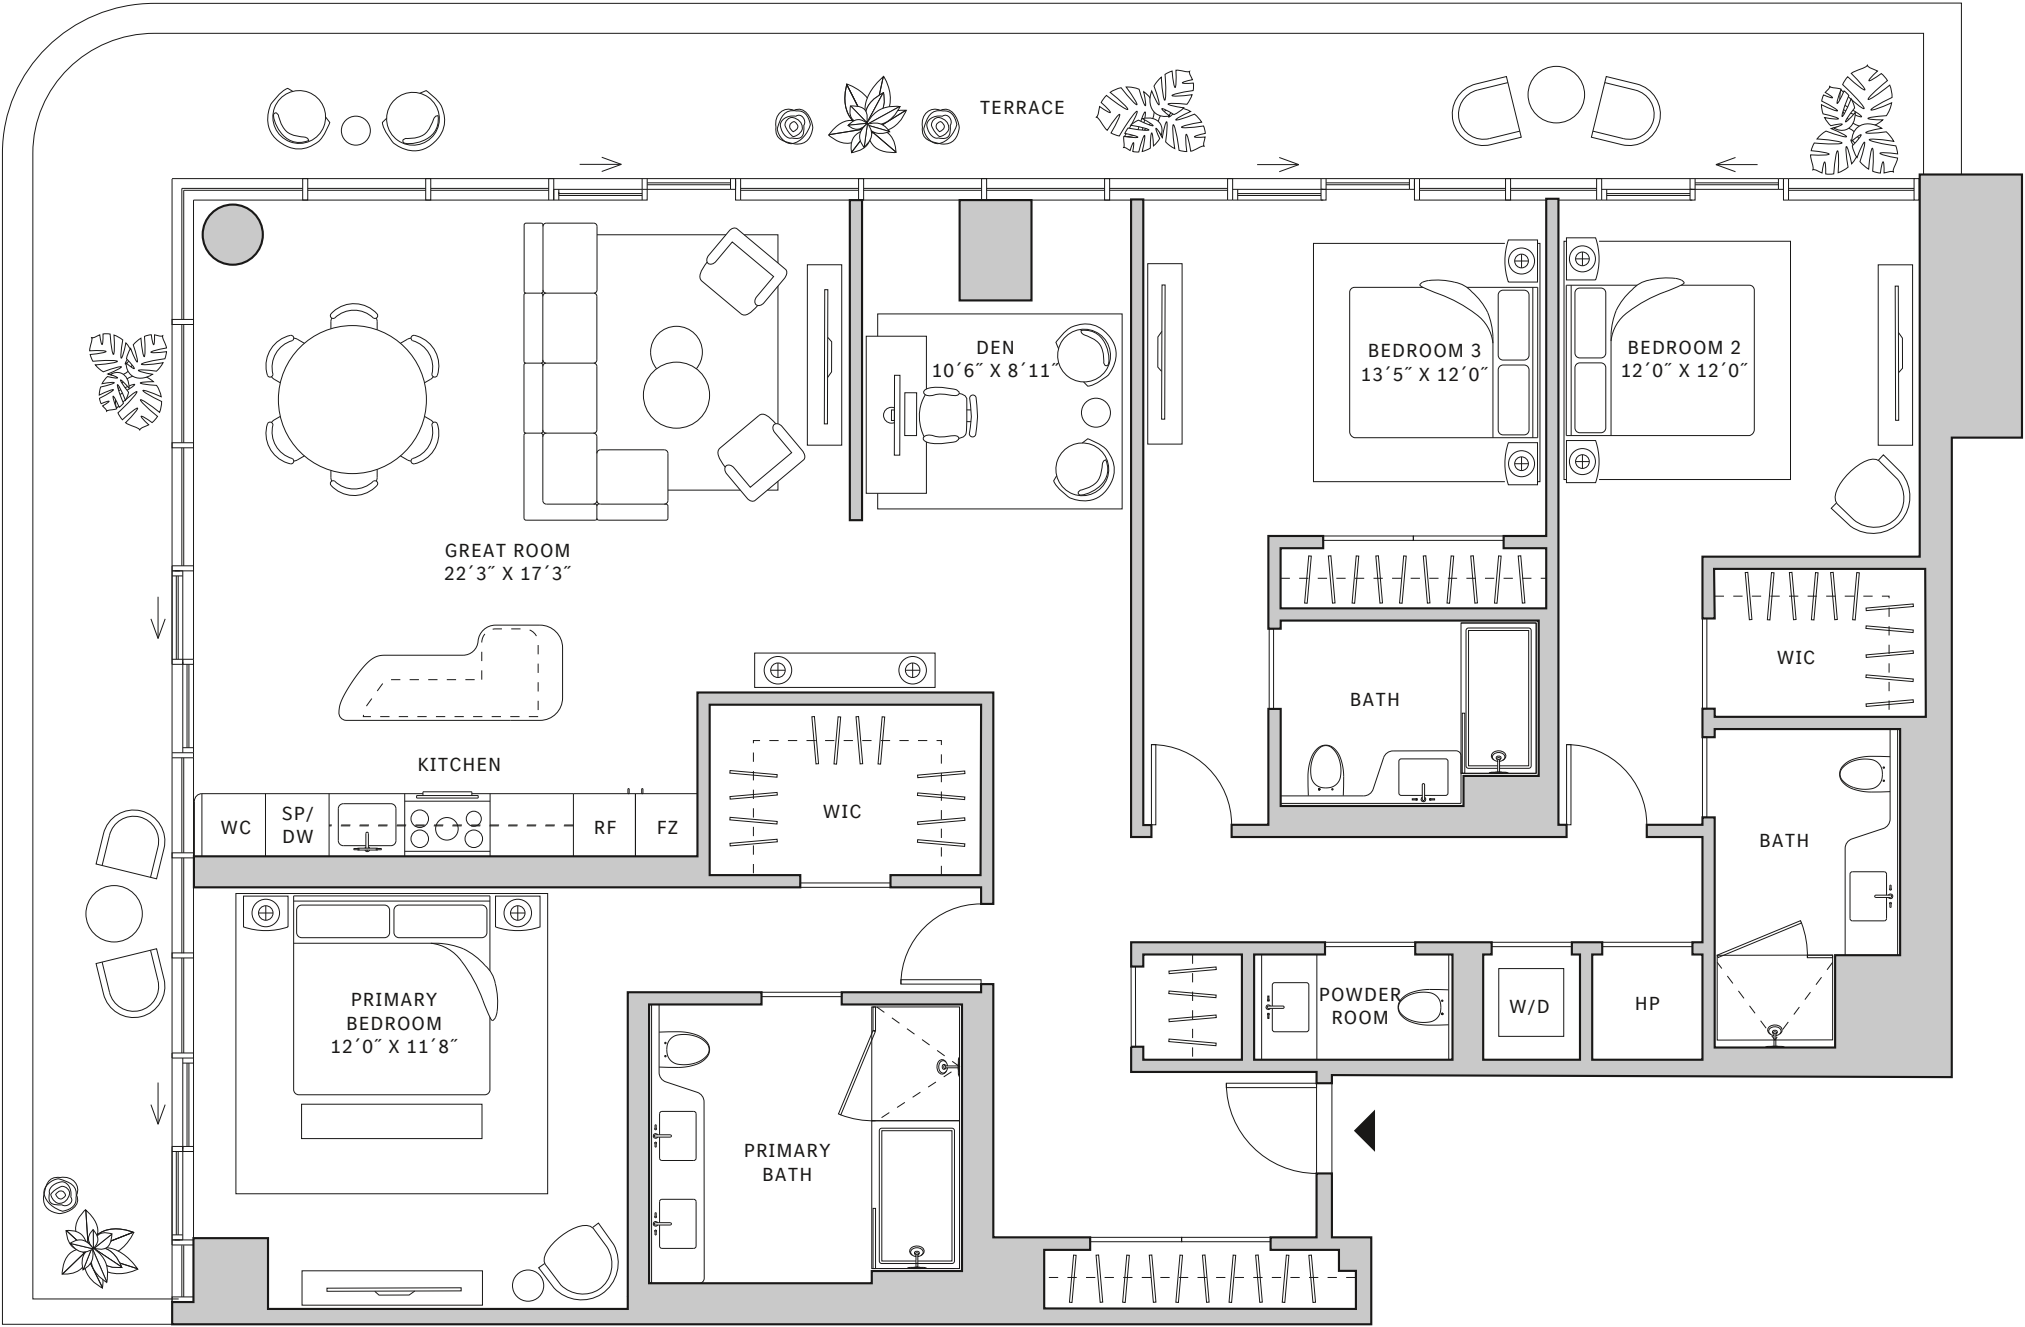 TERRACE
DEN
10´6˝ X 8´11˝
BEDROOM 3
13´5˝ X 12´0˝
BEDROOM 2
12´0˝ X 12´0˝
GREAT ROOM
22´3˝ X 17´3˝
WIC
BATH
KITCHEN
WC
SP/
DW
RF
FZ
WIC
BATH
PRIMARY
BEDROOM
12´0˝ X 11´8˝
POWDER
ROOM
W/D
HP
PRIMARY
BATH